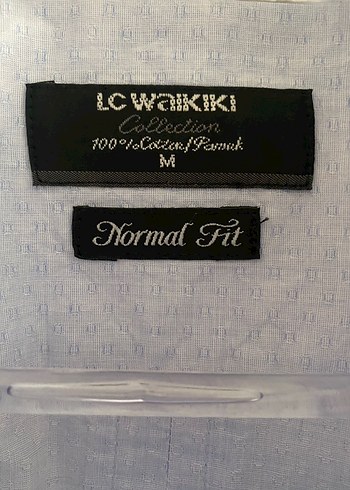 LC WAIKIKI
Collection
100% Cotton/Pamuk
M
Normal Fit